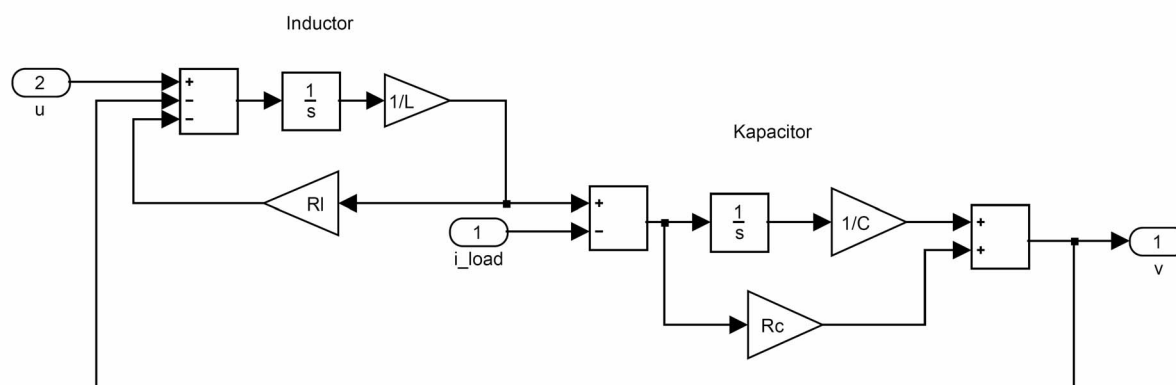 Inductor
2
u
+
−
−
1
s
1/L
Rl
Kapacitor
1
i_load
+
−
1
s
1/C
Rc
+
+
1
v